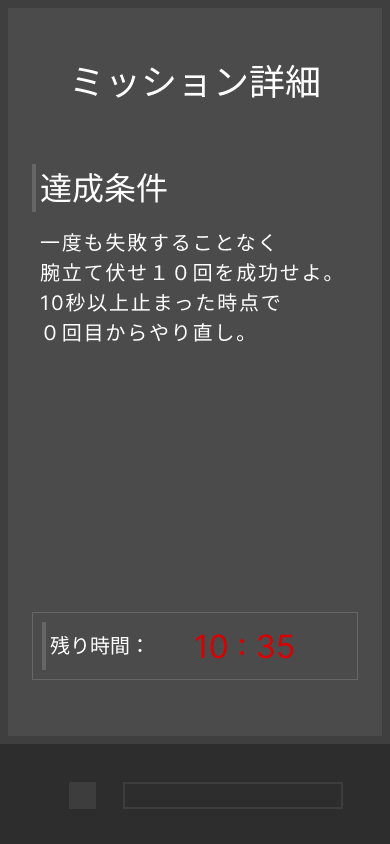 ミッション詳細
達成条件
一度も失敗することなく
腕立て伏せ１０回を成功せよ。
10秒以上止まった時点で
０回目からやり直し。
残り時間： 10：35